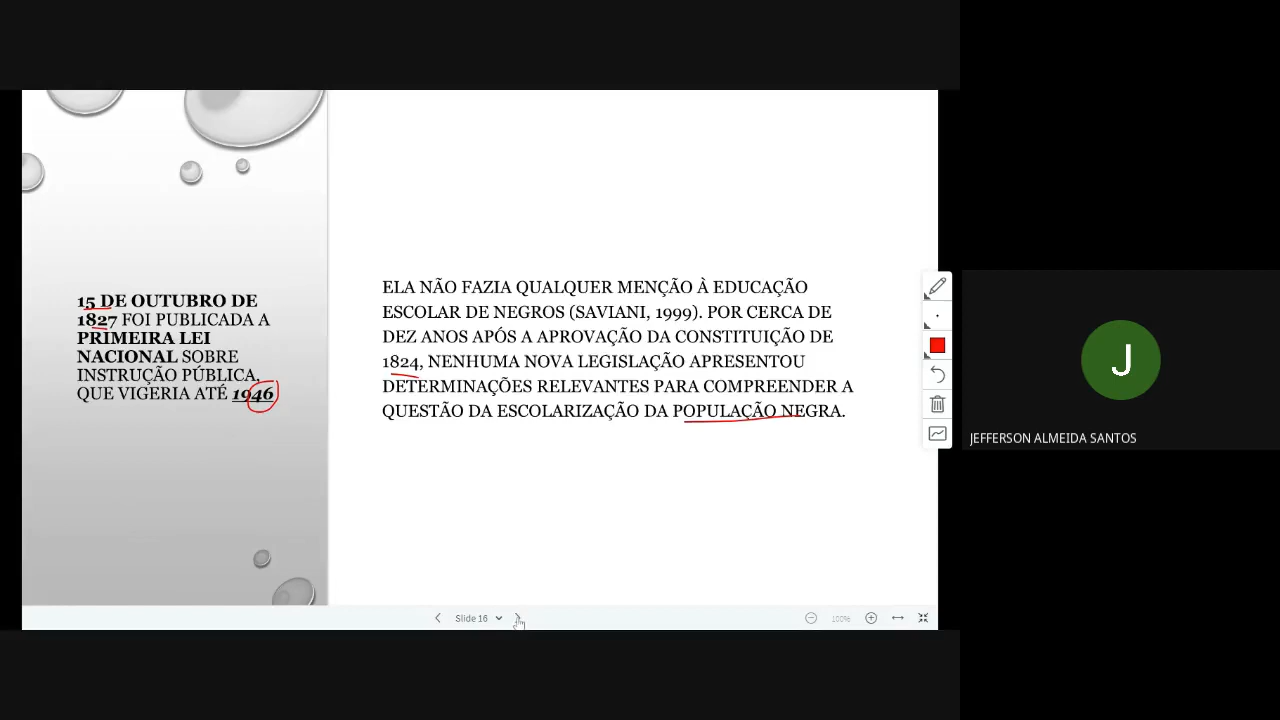 15 DE OUTUBRO DE
1827 FOI PUBLICADA A
PRIMEIRA LEI
NACIONAL SOBRE
INSTRUÇÃO PÚBLICA,
QUE VIGERIA ATÉ 1946
ELA NÃO FAZIA QUALQUER MENÇÃO À EDUCAÇÃO
ESCOLAR DE NEGROS (SAVIANI, 1999). POR CERCA DE
DEZ ANOS APÓS A APROVAÇÃO DA CONSTITUIÇÃO DE
1824, NENHUMA NOVA LEGISLAÇÃO APRESENTOU
DETERMINAÇÕES RELEVANTES PARA COMPREENDER A
QUESTÃO DA ESCOLARIZAÇÃO DA POPULAÇÃO NEGRA.
J
JEFFERSON ALMEIDA SANTOS
Slide 16
100%